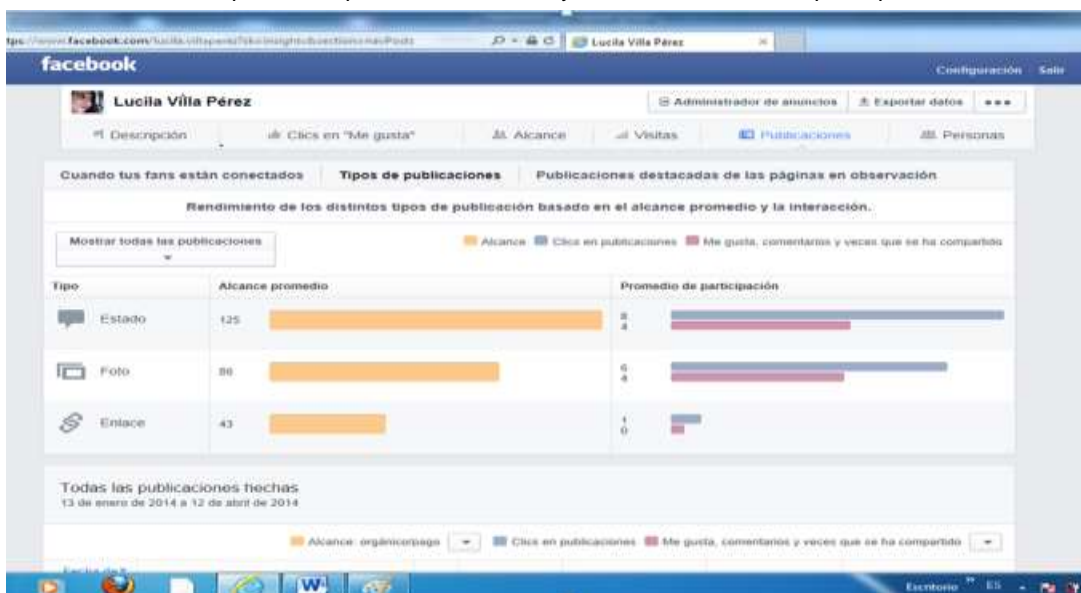 facebook.com
Lucila Villa Pérez
facebook
Configuración Salir
Lucila Villa Pérez
Administrador de anuncios Exportar datos
Descripción Clics en "Me gusta" Alcance Visitas Publicaciones Personas
Cuando tus fans están conectados Tipos de publicaciones Publicaciones destacadas de las páginas en observación
Rendimiento de los distintos tipos de publicación basado en el alcance promedio y la interacción.
Mostrar todas las publicaciones
Alcance Clics en publicaciones Me gusta, comentarios y veces que se ha compartido
Tipo Alcance promedio Promedio de participación
Estado 125 8
4
Foto 6
4
Enlace 43 1
0
Todas las publicaciones hechas
13 de enero de 2014 a 12 de abril de 2014
Alcance: orgánico/pago Clics en publicaciones Me gusta, comentarios y veces que se ha compartido
Escritorio ES